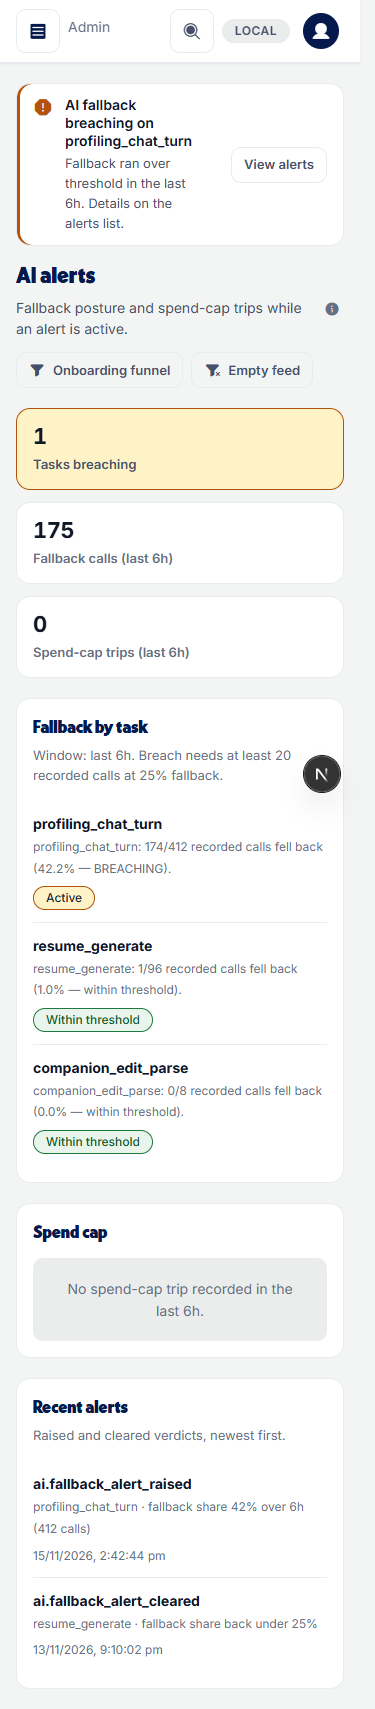 Admin
LOCAL
AI fallback
breaching on
profiling_chat_turn
Fallback ran over
threshold in the last
6h. Details on the
alerts list.
View alerts
AI alerts
Fallback posture and spend-cap trips while
an alert is active.
Onboarding funnel
Empty feed
1
Tasks breaching
175
Fallback calls (last 6h)
0
Spend-cap trips (last 6h)
Fallback by task
Window: last 6h. Breach needs at least 20
recorded calls at 25% fallback.
N
profiling_chat_turn
profiling_chat_turn: 174/412 recorded calls fell back
(42.2% — BREACHING).
Active
resume_generate
resume_generate: 1/96 recorded calls fell back
(1.0% — within threshold).
Within threshold
companion_edit_parse
companion_edit_parse: 0/8 recorded calls fell back
(0.0% — within threshold).
Within threshold
Spend cap
No spend-cap trip recorded in the
last 6h.
Recent alerts
Raised and cleared verdicts, newest first.
ai.fallback_alert_raised
profiling_chat_turn · fallback share 42% over 6h
(412 calls)
15/11/2026, 2:42:44 pm
ai.fallback_alert_cleared
resume_generate · fallback share back under 25%
13/11/2026, 9:10:02 pm